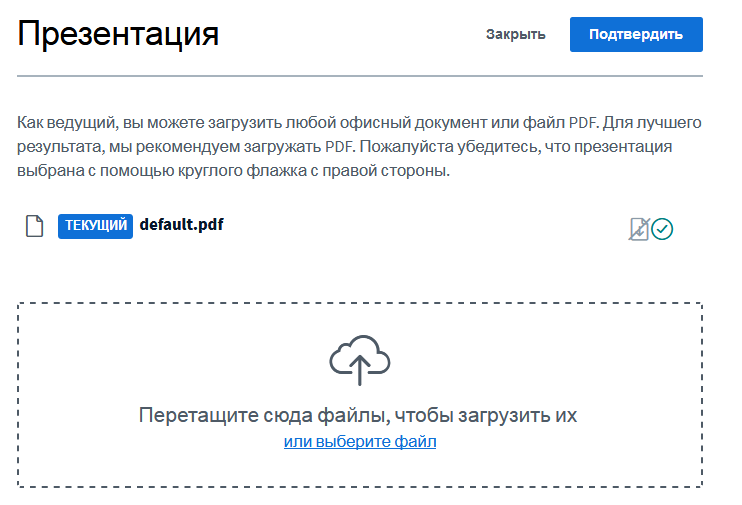 Презентация
Закрыть
Подтвердить
Как ведущий, вы можете загрузить любой офисный документ или файл PDF. Для лучшего
результата, мы рекомендуем загружать PDF. Пожалуйста убедитесь, что презентация
выбрана с помощью круглого флажка с правой стороны.
ТЕКУЩИЙ default.pdf
Перетащите сюда файлы, чтобы загрузить их
или выберите файл